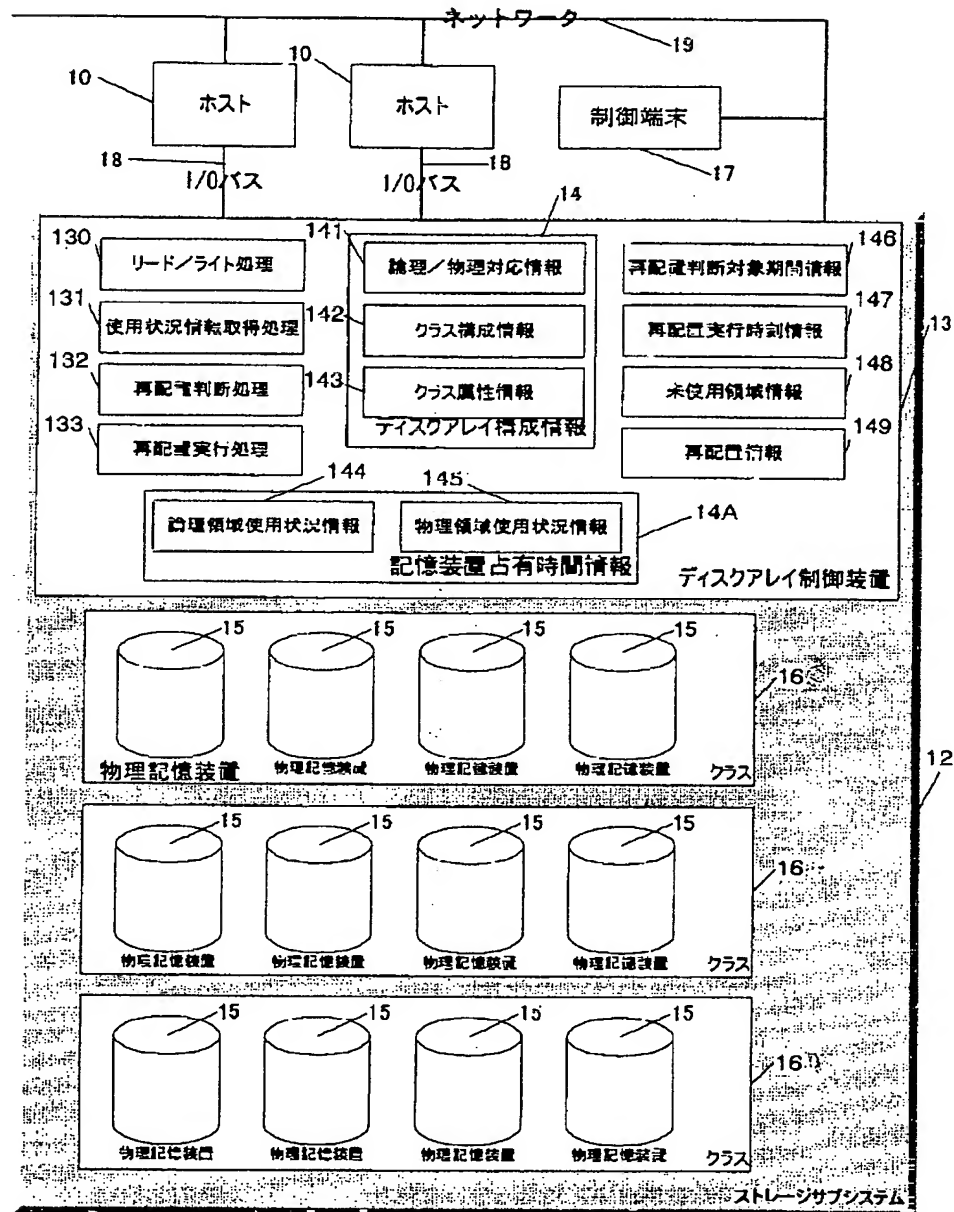 ネットワーク
19
10
ホスト
10
ホスト
制御端末
17
18
I/0バス
18
I/0バス
14
130
リード／ライト処理
131
使用状況情報取得処理
132
再配置判断処理
133
再配置実行処理
141
論理／物理対応情報
142
クラス構成情報
143
クラス属性情報
ディスクアレイ構成情報
146
再配置判断対象期間情報
147
再配置実行時刻情報
148
未使用領域情報
149
再配置情報
13
144
論理領域使用状況情報
145
物理領域使用状況情報
14A
記憶装置占有時間情報
ディスクアレイ制御装置
15
15
15
15
16
物理記憶装置
物理記憶装置
物理記憶装置
物理記憶装置
クラス
12
15
15
15
15
16
物理記憶装置
物理記憶装置
物理記憶装置
物理記憶装置
クラス
15
15
15
15
16
物理記憶装置
物理記憶装置
物理記憶装置
物理記憶装置
クラス
ストレージサブシステム